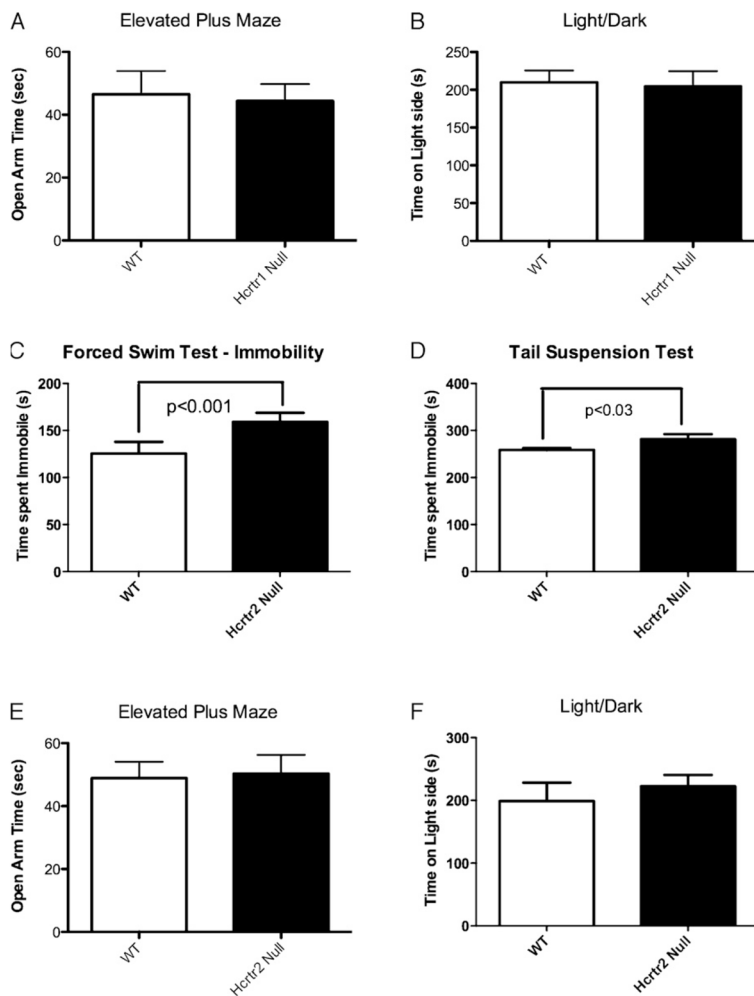 A
Elevated Plus Maze
Open Arm Time (sec)
60
40
20
0
WT
Hcrtr1 Null
B
Light/Dark
Time on Light side (s)
250
200
150
100
50
0
WT
Hcrtr1 Null
C
Forced Swim Test - Immobility
Time spent Immobile (s)
200
150
100
50
0
p<0.001
WT
Hcrtr2 Null
D
Tail Suspension Test
Time spent Immobile (s)
400
300
200
100
0
p<0.03
WT
Hcrtr2 Null
E
Elevated Plus Maze
Open Arm Time (sec)
60
40
20
0
WT
Hcrtr2 Null
F
Light/Dark
Time on Light side (s)
300
200
100
0
WT
Hcrtr2 Null